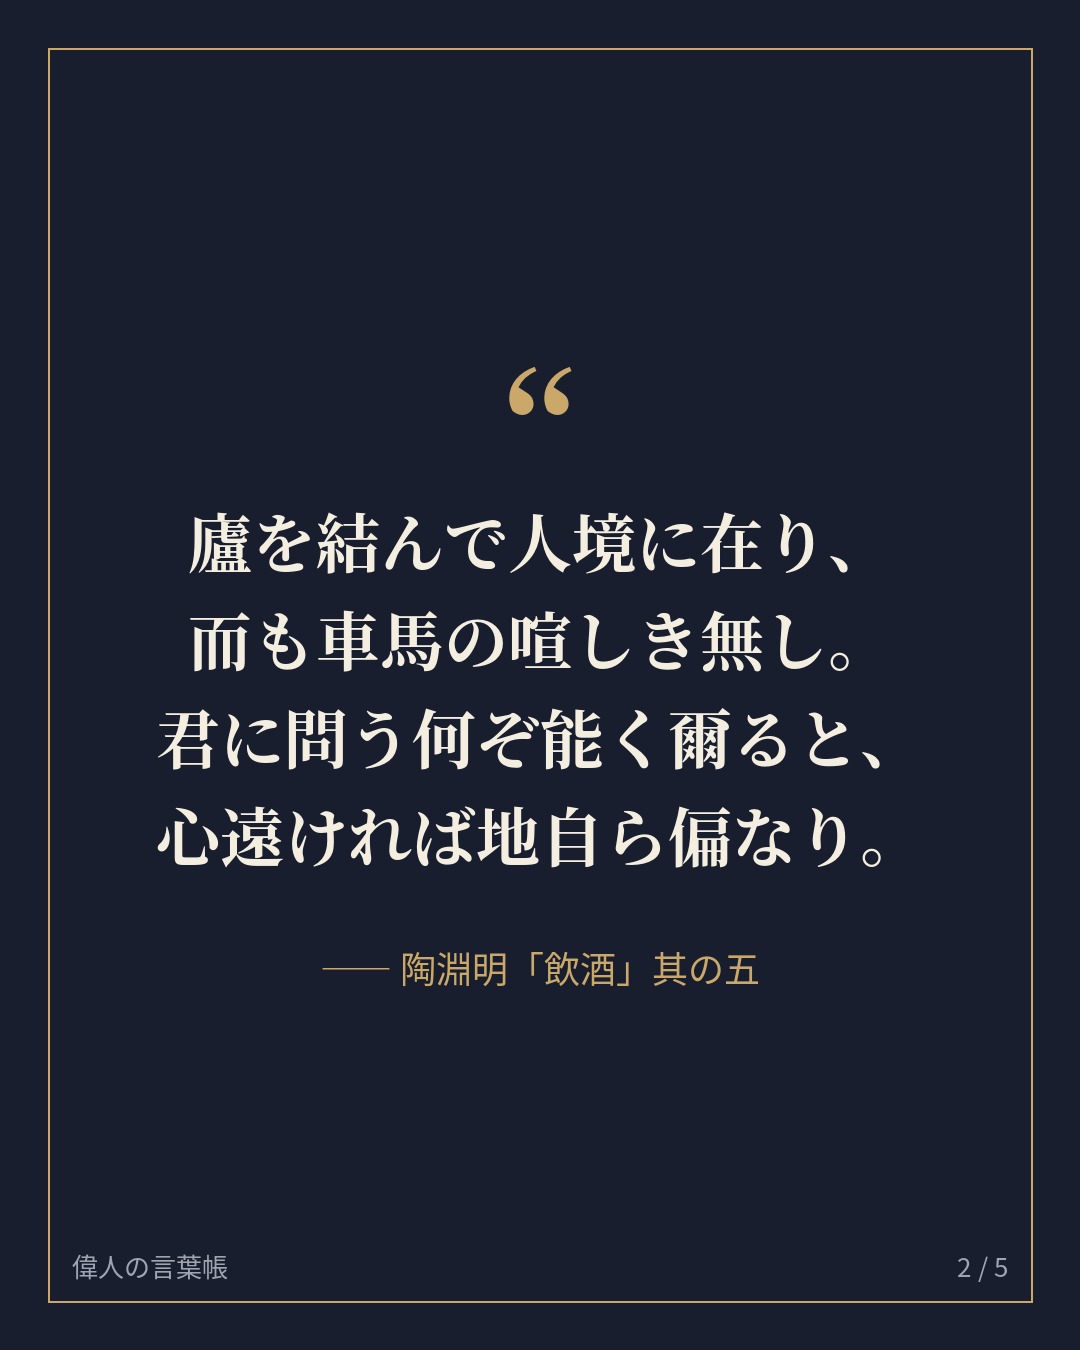 “
廬を結んで人境に在り、
而も車馬の喧しき無し。
君に問う何ぞ能く爾ると、
心遠ければ地自ら偏なり。
── 陶淵明「飲酒」其の五
偉人の言葉帳
2 / 5